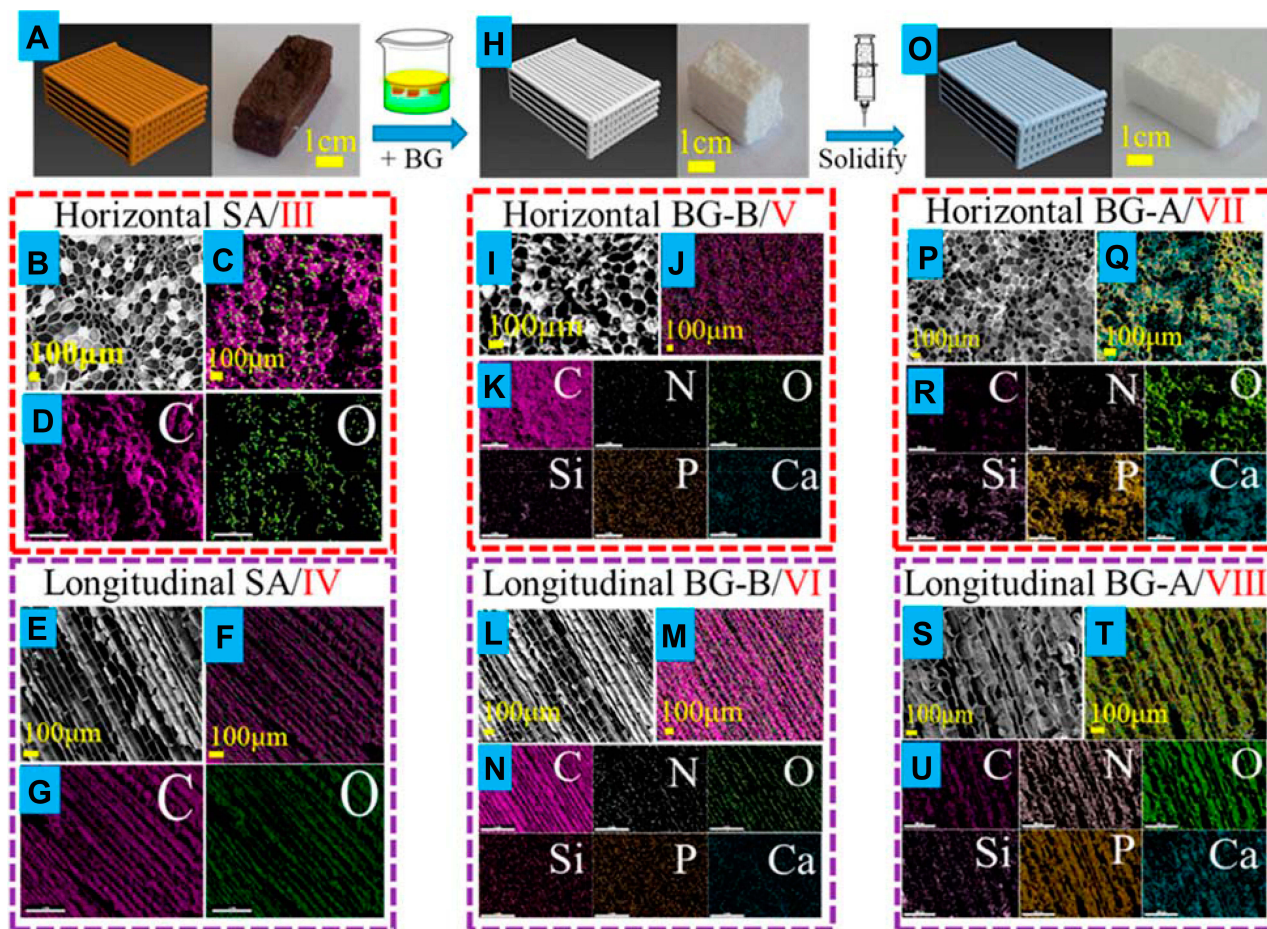 A
1cm
+ BG
H
1cm
Solidify
O
1cm
Horizontal SA/III
B
100μm
C
100μm
D
C
O
Horizontal BG-B/V
I
100μm
J
100μm
K
C
N
O
Si
P
Ca
Horizontal BG-A/VII
P
100μm
Q
100μm
R
C
N
O
Si
P
Ca
Longitudinal SA/IV
E
100μm
F
100μm
G
C
O
Longitudinal BG-B/VI
L
100μm
M
100μm
N
C
N
O
Si
P
Ca
Longitudinal BG-A/VIII
S
100μm
T
100μm
U
C
N
O
Si
P
Ca